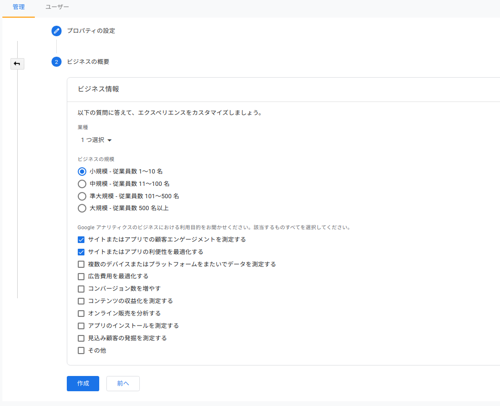 管理 ユーザー
プロパティの設定
2 ビジネスの概要
ビジネス情報
以下の質問に答えて、エクスペリエンスをカスタマイズしましょう。
業種
1 つ選択
ビジネスの規模
小規模 - 従業員数 1～10 名
中規模 - 従業員数 11～100 名
準大規模 - 従業員数 101～500 名
大規模 - 従業員数 500 名以上
Google アナリティクスのビジネスにおける利用目的をお聞かせください。該当するものすべてを選択してください。
サイトまたはアプリでの顧客エンゲージメントを測定する
サイトまたはアプリの利便性を最適化する
複数のデバイスまたはプラットフォームをまたいでデータを測定する
広告費用を最適化する
コンバージョン数を増やす
コンテンツの収益化を測定する
オンライン販売を分析する
アプリのインストールを測定する
見込み顧客の発掘を測定する
その他
作成 前へ